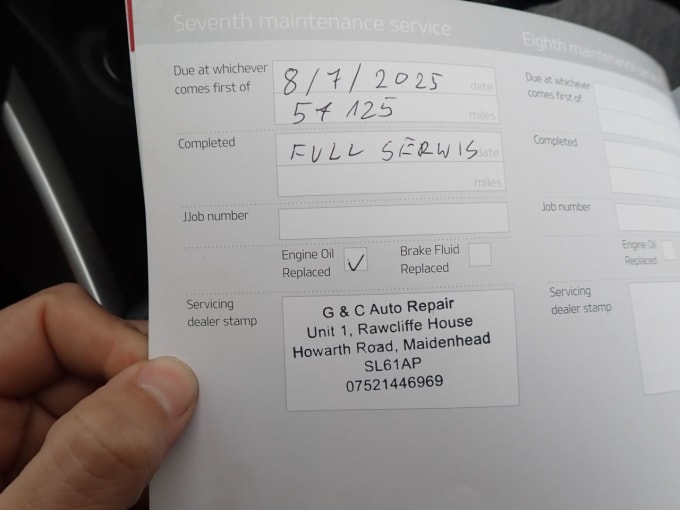 Seventh maintenance service
Due at whichever
comes first of
8/7/2025 date
54 125 miles
Completed
FULL SERWIS date
miles
JJob number
Engine Oil
Replaced
Brake Fluid
Replaced
Servicing
dealer stamp
G & C Auto Repair
Unit 1, Rawcliffe House
Howarth Road, Maidenhead
SL61AP
07521446969
Eighth maintenance
Due at whichever
comes first of
Completed
Job number
Engine Oil
Replaced
Servicing
dealer stamp